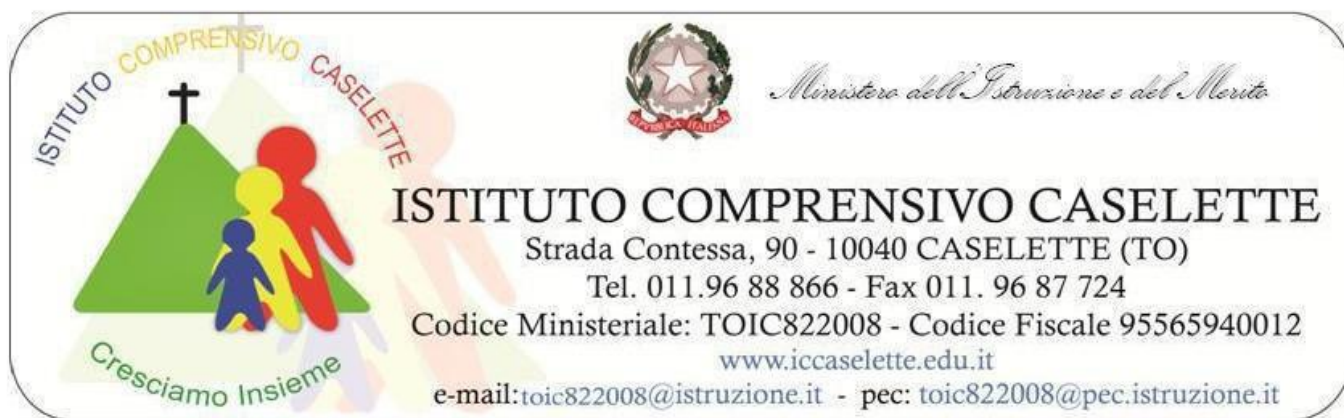 ISTITUTO COMPRENSIVO CASELETTE
Cresciamo Insieme
REPVBBLICA ITALIANA
Ministero dell'Istruzione e del Merito
ISTITUTO COMPRENSIVO CASELETTE
Strada Contessa, 90 - 10040 CASELETTE (TO)
Tel. 011.96 88 866 - Fax 011. 96 87 724
Codice Ministeriale: TOIC822008 - Codice Fiscale 95565940012
www.iccaselette.edu.it
e-mail:toic822008@istruzione.it - pec: toic822008@pec.istruzione.it